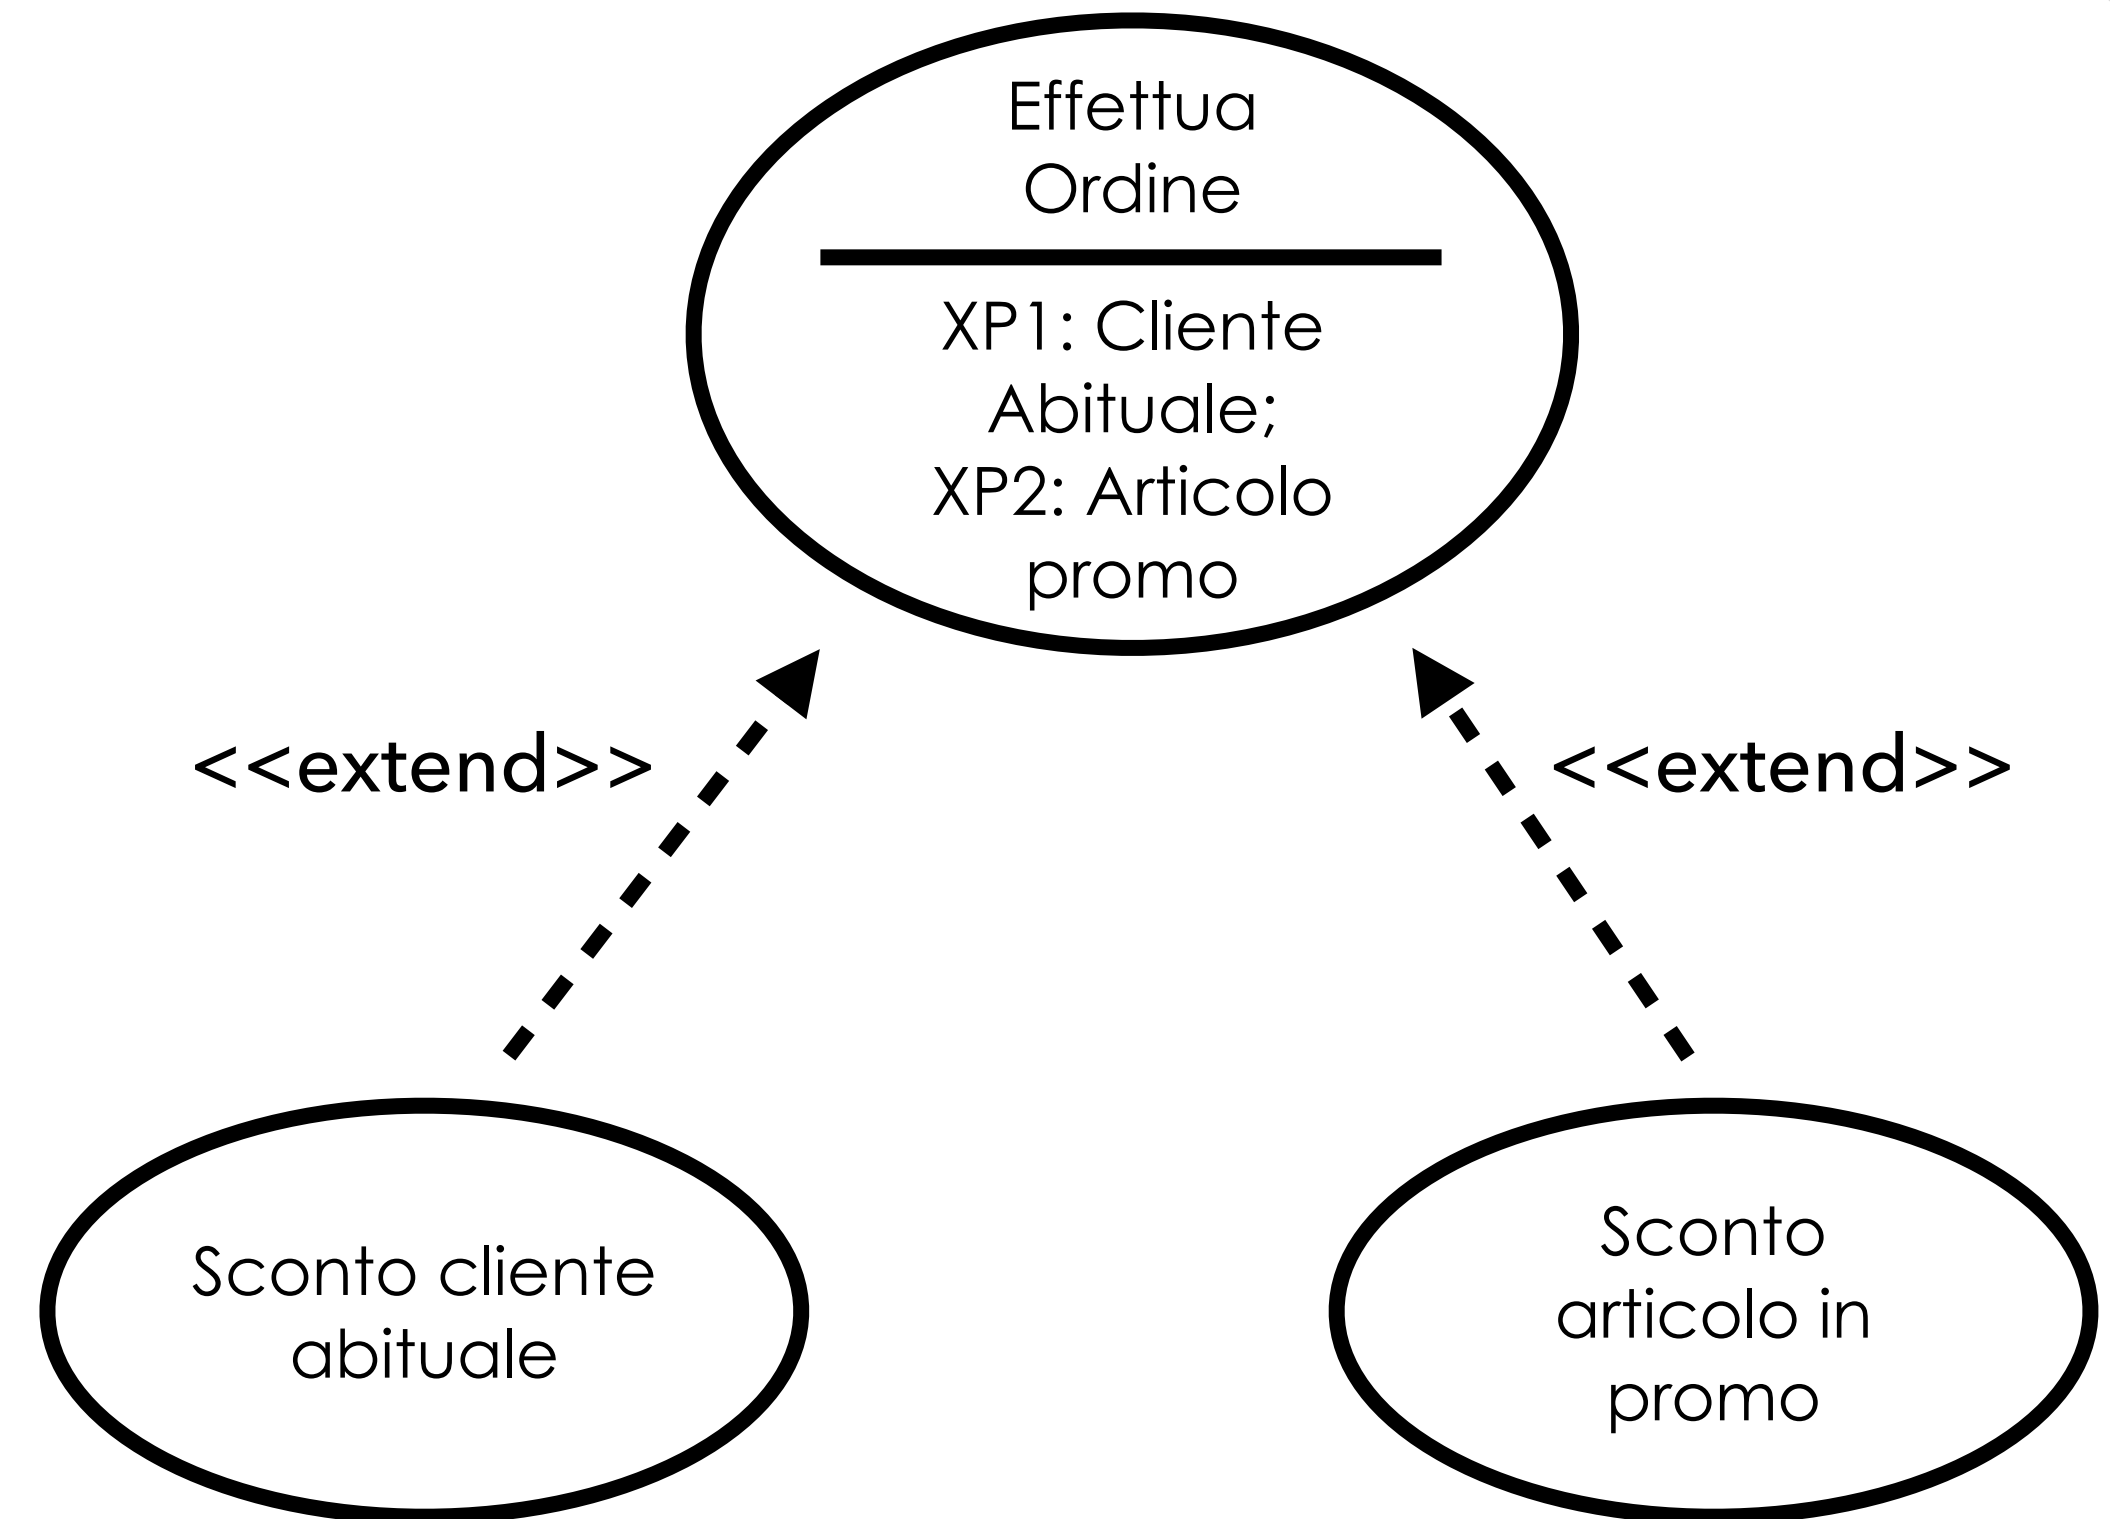 Effettua
Ordine
XP1: Cliente
Abituale;
XP2: Articolo
promo
<<extend>>
<<extend>>
Sconto cliente
abituale
Sconto
articolo in
promo